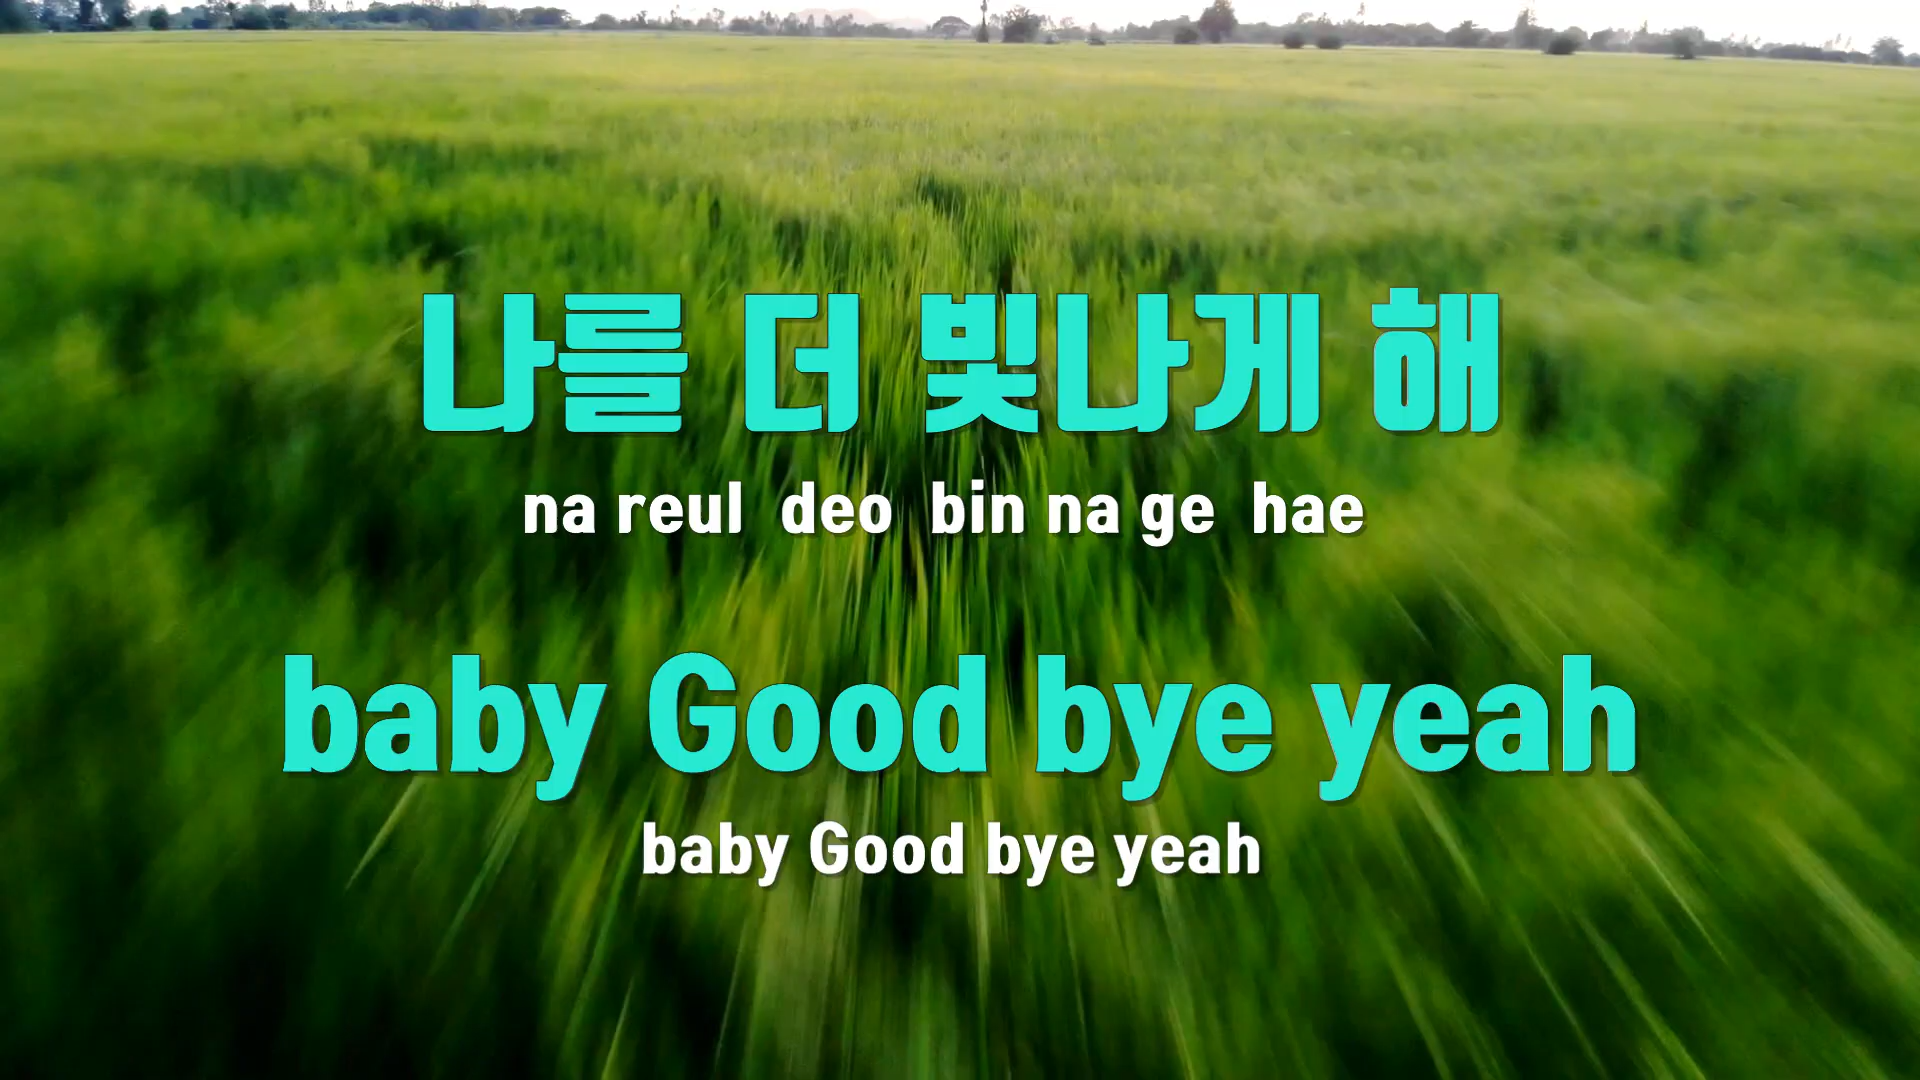 나를 더 빛나게 해
na reul deo bin na ge hae
baby Good bye yeah
baby Good bye yeah